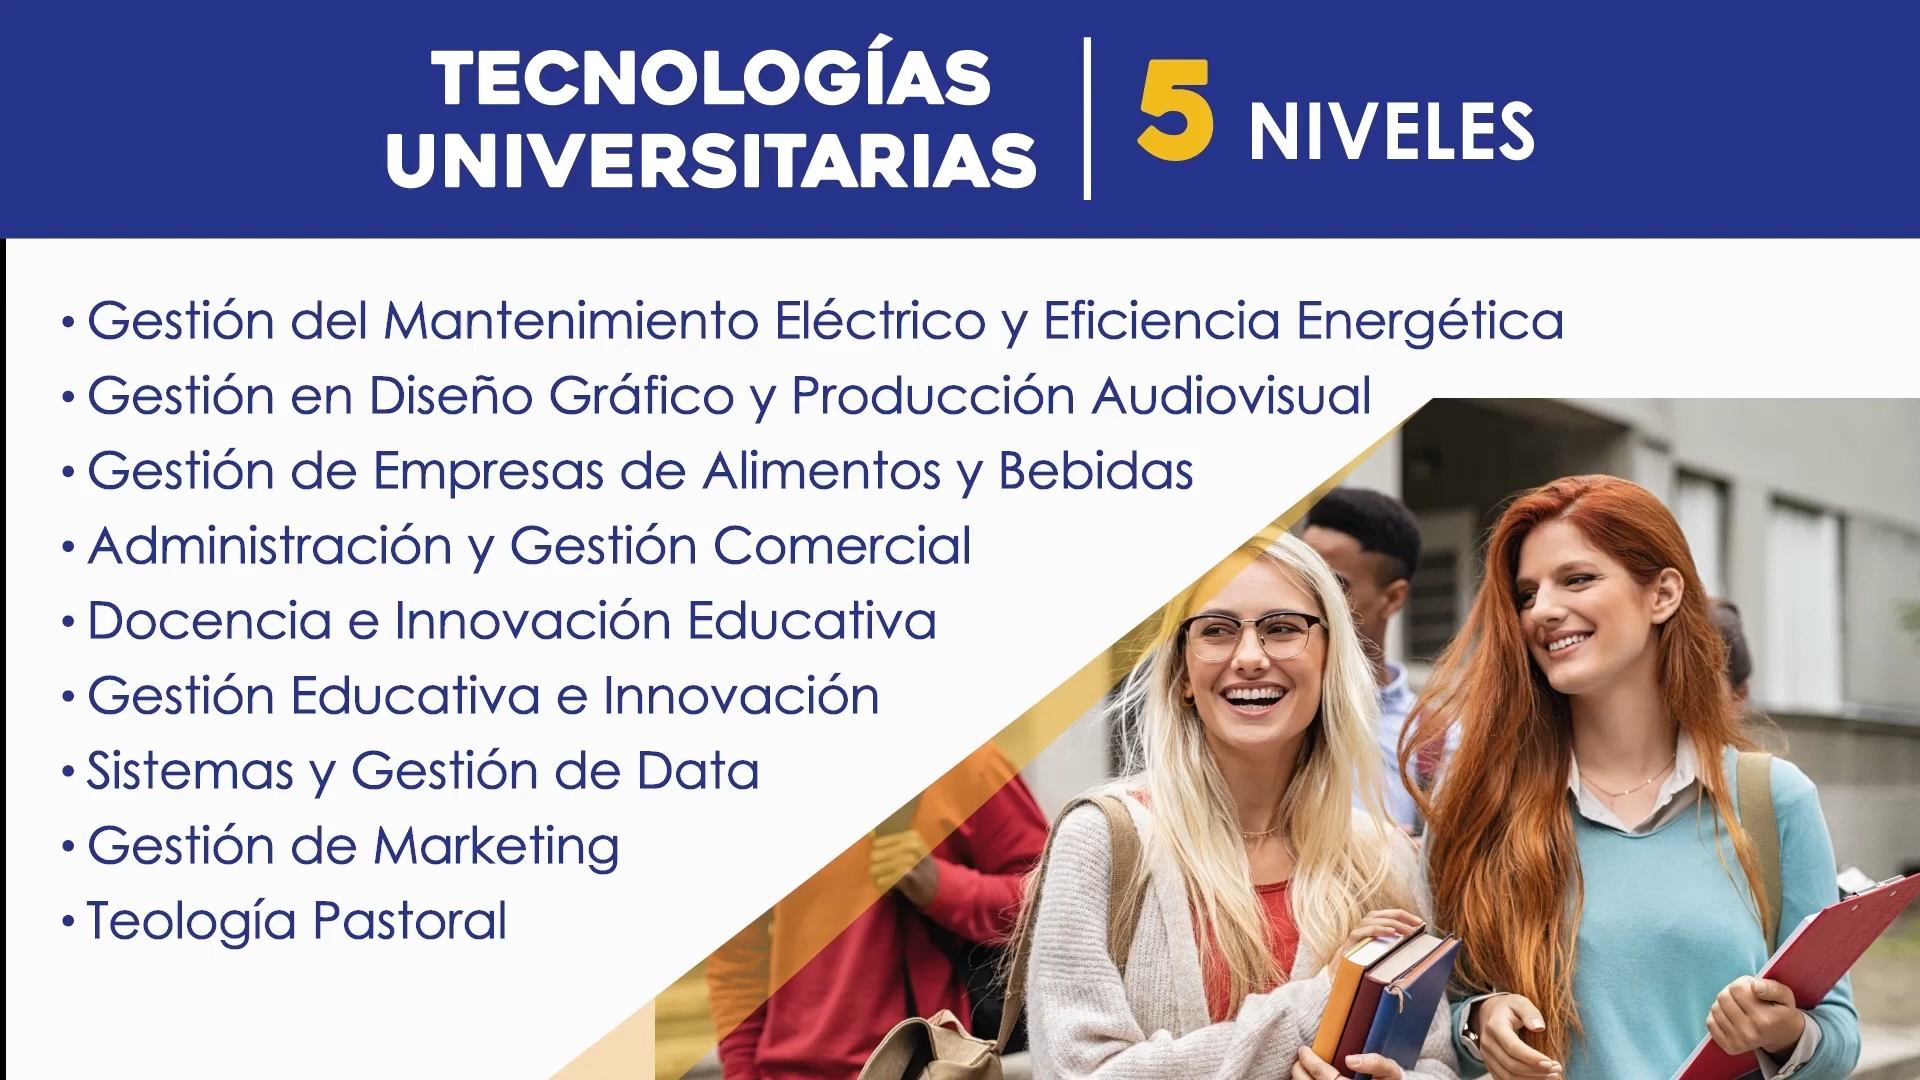 TECNOLOGÍAS
UNIVERSITARIAS
5 NIVELES
• Gestión del Mantenimiento Eléctrico y Eficiencia Energética
• Gestión en Diseño Gráfico y Producción Audiovisual
• Gestión de Empresas de Alimentos y Bebidas
• Administración y Gestión Comercial
• Docencia e Innovación Educativa
• Gestión Educativa e Innovación
• Sistemas y Gestión de Data
• Gestión de Marketing
• Teología Pastoral